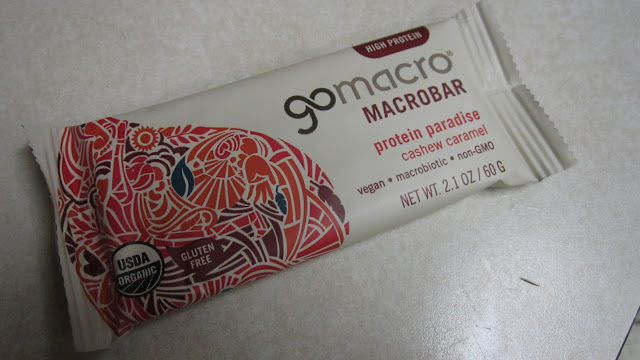 HIGH PROTEIN
gomacro®
MACROBAR
protein paradise
cashew caramel
vegan • macrobiotic • non-GMO
NET WT. 2.1 OZ / 60 G
GLUTEN
FREE
USDA
ORGANIC